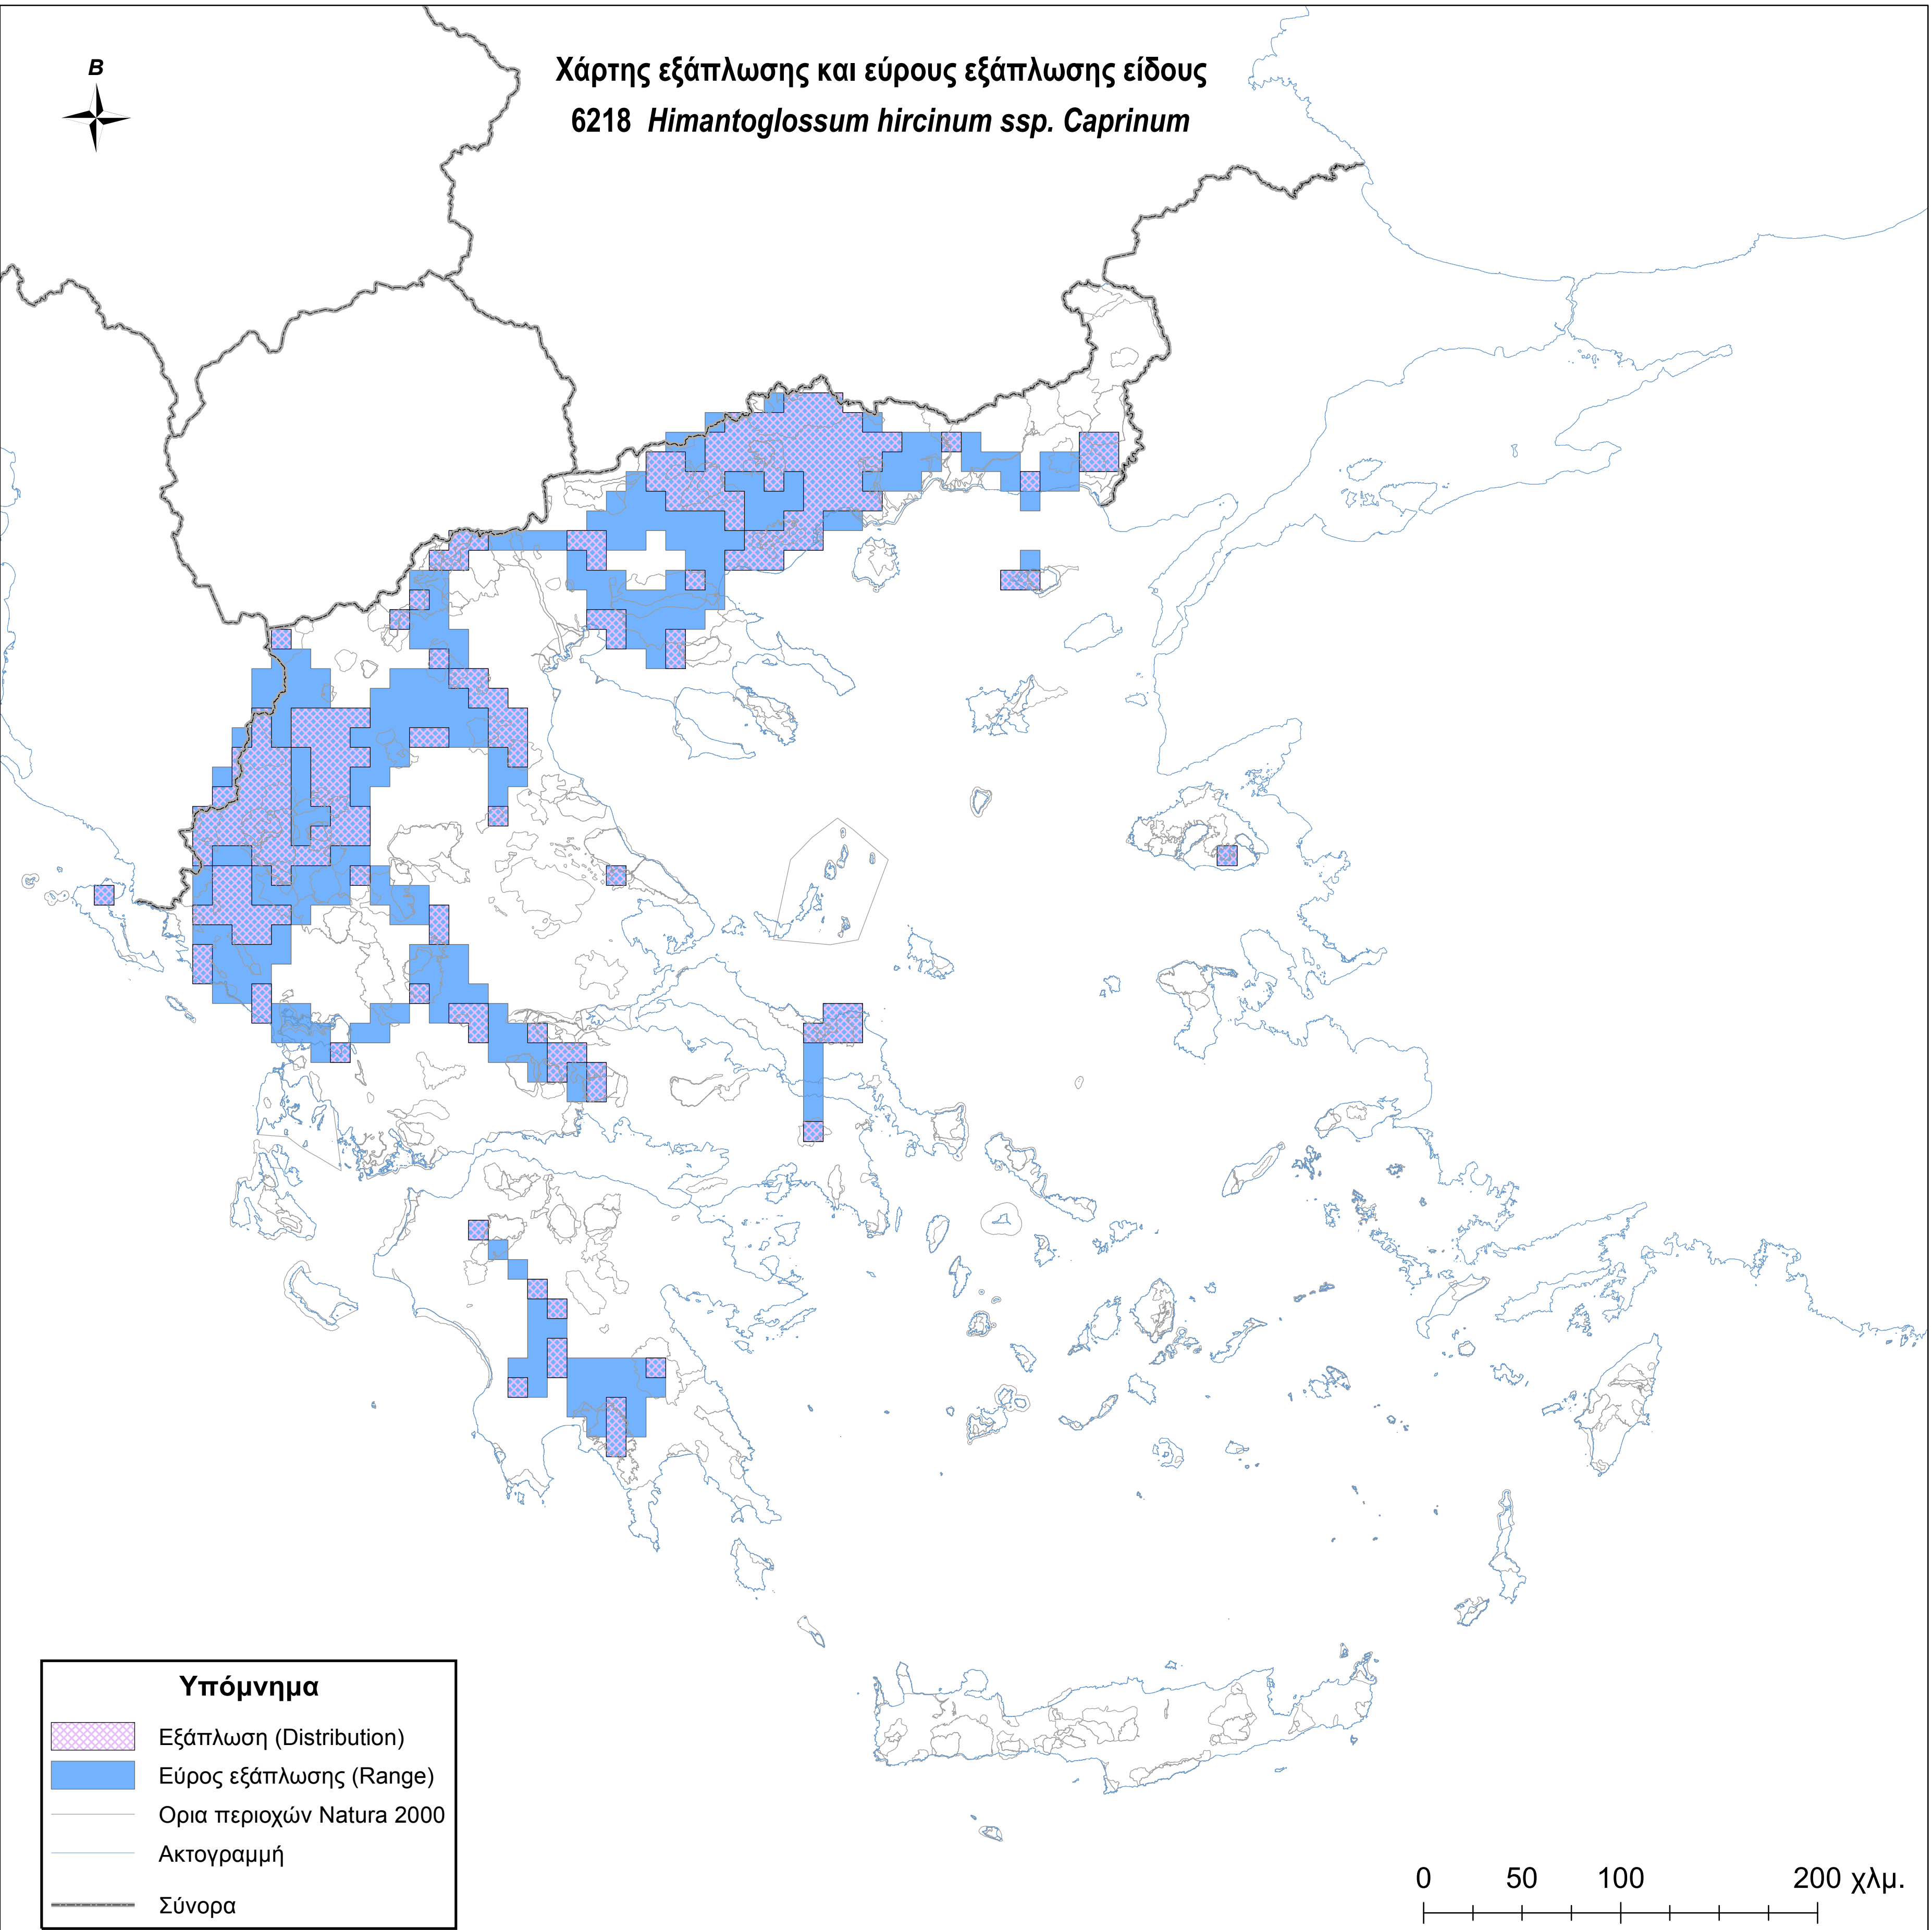 Β
Χάρτης εξάπλωσης και εύρους εξάπλωσης είδους
6218 Himantoglossum hircinum ssp. Caprinum
Υπόμνημα
Εξάπλωση (Distribution)
Εύρος εξάπλωσης (Range)
Ορια περιοχών Natura 2000
Ακτογραμμή
Σύνορα
0 50 100 200 χλμ.